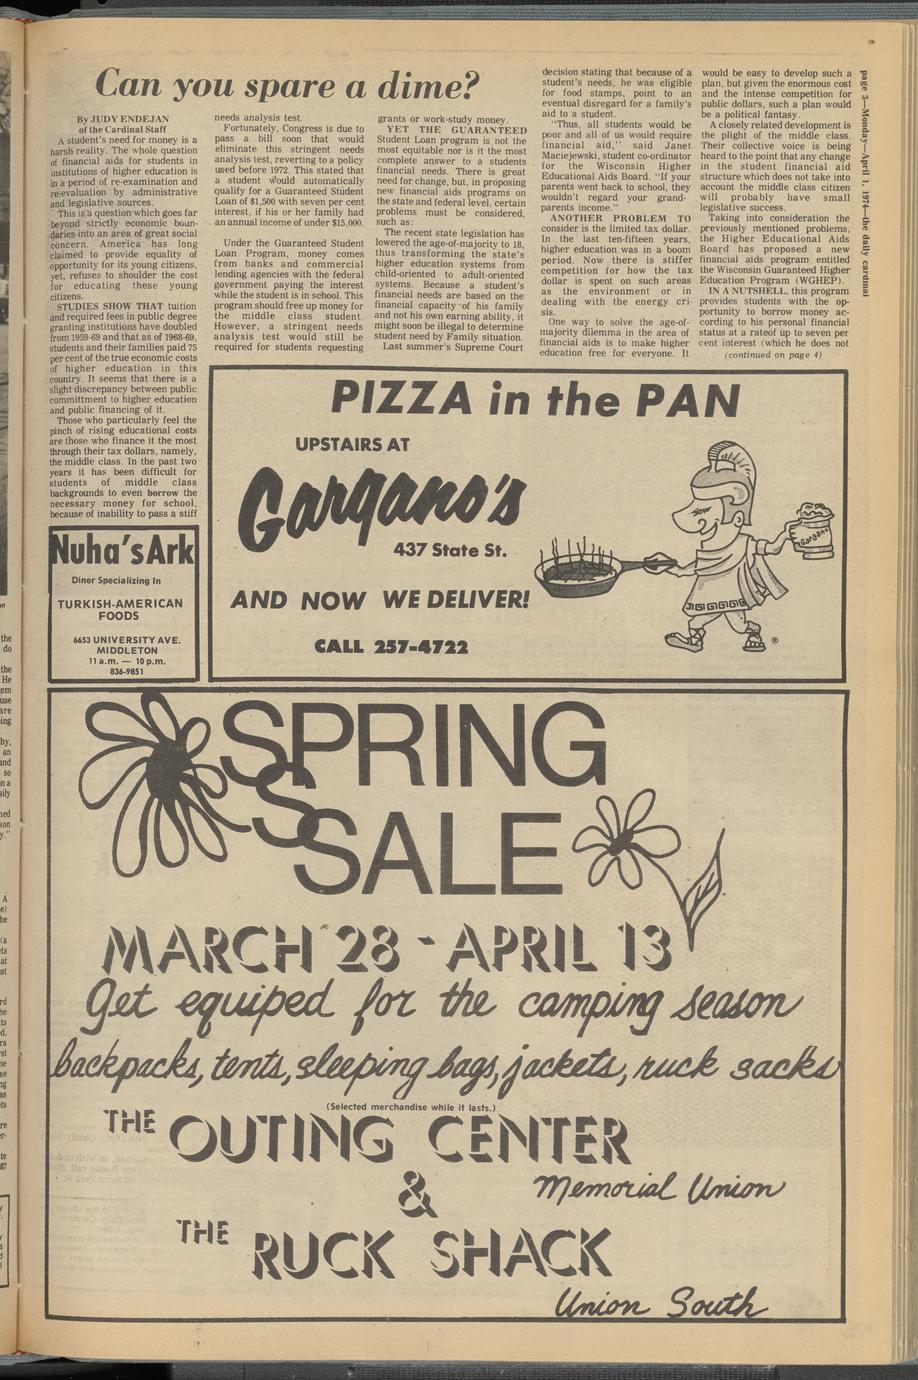 Can you spare a dime?
By JUDY ENDEJAN
of the Cardinal Staff
A student's need for money is a
harsh reality. The whole question
of financial aids for students in
institutions of higher education is
in a period of re-examination and
re-evaluation by administrative
and legislative sources.
This is a question which goes far
beyond strictly economic boun-
daries into an area of great social
concern. America has long
claimed to provide equality of
opportunity for its young citizens,
yet, refuses to shoulder the cost
for educating these young
citizens.
STUDIES SHOW THAT tuition
and required fees in public degree
granting institutions have doubled
from 1959-69 and that as of 1968-69,
students and their families paid 75
per cent of the true economic costs
of higher education in this
country. It seems that there is a
slight discrepancy between public
commitment to higher education
and public financing of it.
Those who particularly feel the
pinch of rising educational costs
are those who finance it the most
through their tax dollars, namely,
the middle class. In the past two
years it has been difficult for
students of middle class
backgrounds to even borrow the
necessary money for school,
because of inability to pass a stiff
needs analysis test.
Fortunately, Congress is due to
pass a bill soon that would
eliminate this stringent needs
analysis test, reverting to a policy
used before 1972. This stated that
a student would automatically
qualify for a Guaranteed Student
Loan of $1,500 with seven per cent
interest, if his or her family had
an annual income of under $15,000.
Under the Guaranteed Student
Loan Program, money comes
from banks and commercial
lending agencies with the federal
government paying the interest
while the student is in school. This
program should free up money for
the middle class student.
However, a stringent needs
analysis test would still be
required for students requesting
grants or work-study money.
YET THE GUARANTEED
Student Loan program is not the
most equitable nor is it the most
complete answer to a students
financial needs. There is great
need for change, but, in proposing
new financial aids programs on
the state and federal level, certain
problems must be considered,
such as:
The recent state legislation has
lowered the age-of-majority to 18,
thus transforming the state's
higher education systems from
child-oriented to adult-oriented
systems. Because a student's
financial needs are based on the
financial capacity of his family
and not his own earning ability, it
might soon be illegal to determine
student need by Family situation.
Last summer's Supreme Court
decision stating that because of a
student's needs, he was eligible
for food stamps, point to an
eventual disregard for a family's
aid to a student.
"Thus, all students would be
poor and all of us would require
financial aid," said Janet
Maciejewski, student co-ordinator
for the Wisconsin Higher
Educational Aids Board. "If your
parents went back to school, they
wouldn't regard your grand-
parents income."
ANOTHER PROBLEM TO
consider is the limited tax dollar.
In the last ten-fifteen years,
higher education was in a boom
period. Now there is stiffer
competition for how the tax
dollar is spent on such areas
as the environment or in
dealing with the energy cri-
sis.
One way to solve the age-of-
majority dilemma in the area of
financial aids is to make higher
education free for everyone. It
would be easy to develop such a
plan, but given the enormous cost
and the intense competition for
public dollars, such a plan would
be a political fantasy.
A closely related development is
the plight of the middle class.
Their collective voice is being
heard to the point that any change
in the student financial aid
structure which does not take into
account the middle class citizen
will probably have small
legislative success.
Taking into consideration the
previously mentioned problems,
the Higher Educational Aids
Board has proposed a new
financial aids program entitled
the Wisconsin Guaranteed Higher
Education Program (WGHEP).
IN A NUTSHELL, this program
provides students with the op-
portunity to borrow money ac-
cording to his personal financial
status at a rateof up to seven per
cent interest (which he does not
(continued on page 4)
page 3—Monday—April 1, 1974—the daily cardinal
Nuha's Ark
Diner Specializing In
TURKISH-AMERICAN
FOODS
6653 UNIVERSITY AVE.
MIDDLETON
11 a.m. — 10 p.m.
836-9851
PIZZA in the PAN
UPSTAIRS AT
Gargano's
437 State St.
AND NOW WE DELIVER!
CALL 257-4722
Gargano's
®
SPRING
S
SALE
MARCH 28 - APRIL 13
Get equiped for the camping season
backpacks, tents, sleeping bags, jackets, ruck sacks
(Selected merchandise while it lasts.)
THE OUTING CENTER
Memorial Union
&
THE RUCK SHACK
Union South